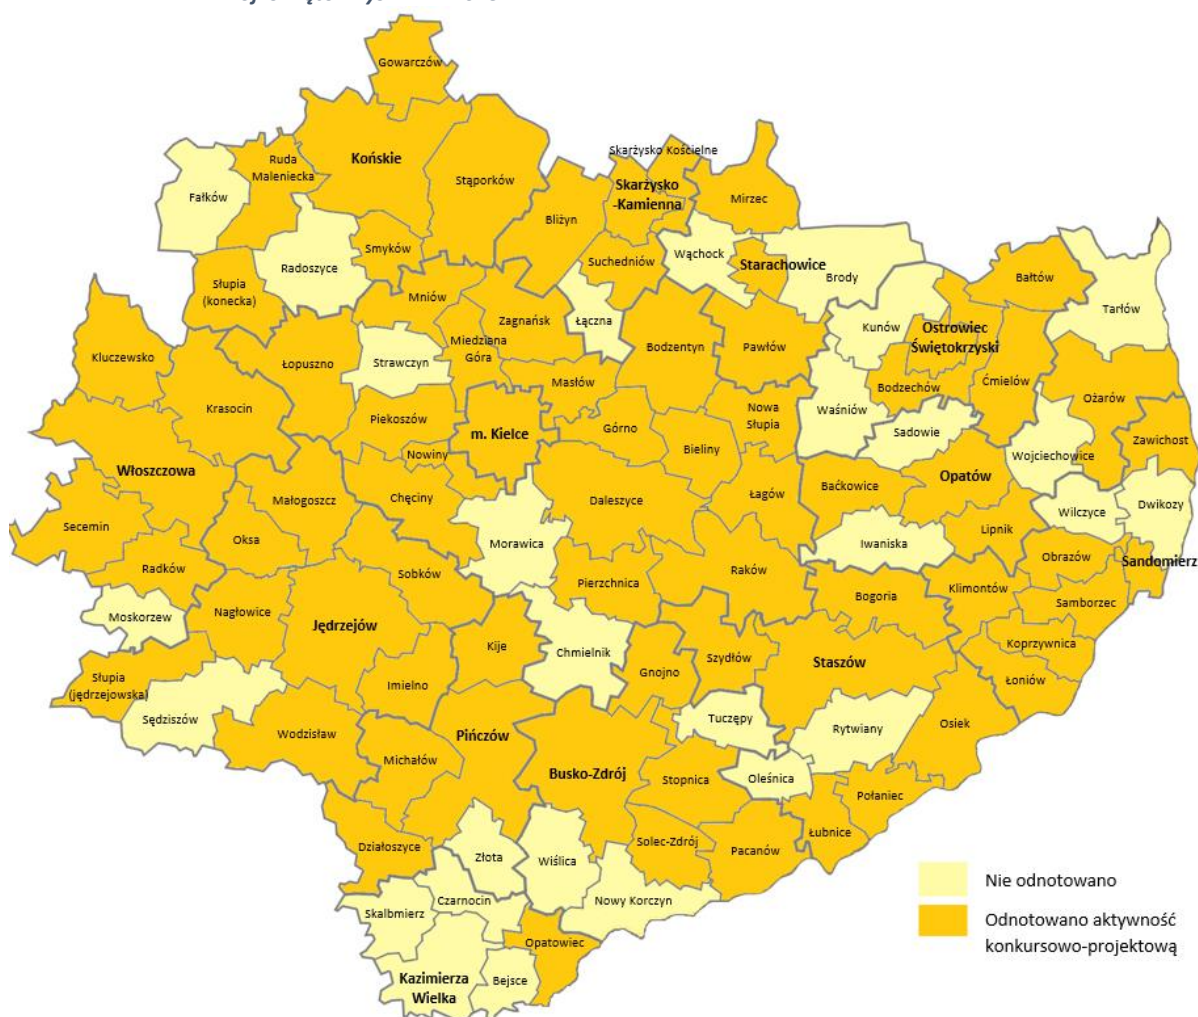 Gowarczów
Końskie
Ruda
Maleniecka
Stąporków
Fałków
Skarżysko Kościelne
Skarżysko
-Kamienna
Mirzec
Bliżyn
Radoszyce
Smyków
Suchedniów
Wąchock
Starachowice
Brody
Bałtów
Tarłów
Słupia
(konecka)
Mniów
Zagnańsk
Łączna
Kunów
Ostrowiec
Świętokrzyski
Kluczewsko
Łopuszno
Strawczyn
Miedziana
Góra
Bodzentyn
Pawłów
Masłów
Bodzechów
Ćmielów
Ożarów
Krasocin
Piekoszów
m. Kielce
Górno
Nowa
Słupia
Waśniów
Sadowie
Zawichost
Nowiny
Bieliny
Wojciechowice
Włoszczowa
Małogoszcz
Chęciny
Daleszyce
Łagów
Baćkowice
Opatów
Dwikozy
Wilczyce
Secemin
Oksa
Morawica
Iwaniska
Lipnik
Obrazów
Sandomierz
Radków
Sobków
Pierzchnica
Raków
Bogoria
Klimontów
Samborzec
Moskorzew
Nagłowice
Jędrzejów
Kije
Chmielnik
Gnojno
Szydłów
Staszów
Koprzywnica
Łoniów
Słupia
(jędrzejowska)
Imielno
Sędziszów
Wodzisław
Pińczów
Tuczępy
Rytwiany
Osiek
Michałów
Busko-Zdrój
Stopnica
Oleśnica
Połaniec
Działoszyce
Złota
Wiślica
Solec-Zdrój
Pacanów
Łubnice
Skalbmierz
Czarnocin
Nowy Korczyn
Opatowiec
Kazimierza
Wielka
Bejsce
Nie odnotowano
Odnotowano aktywność
konkursowo-projektową